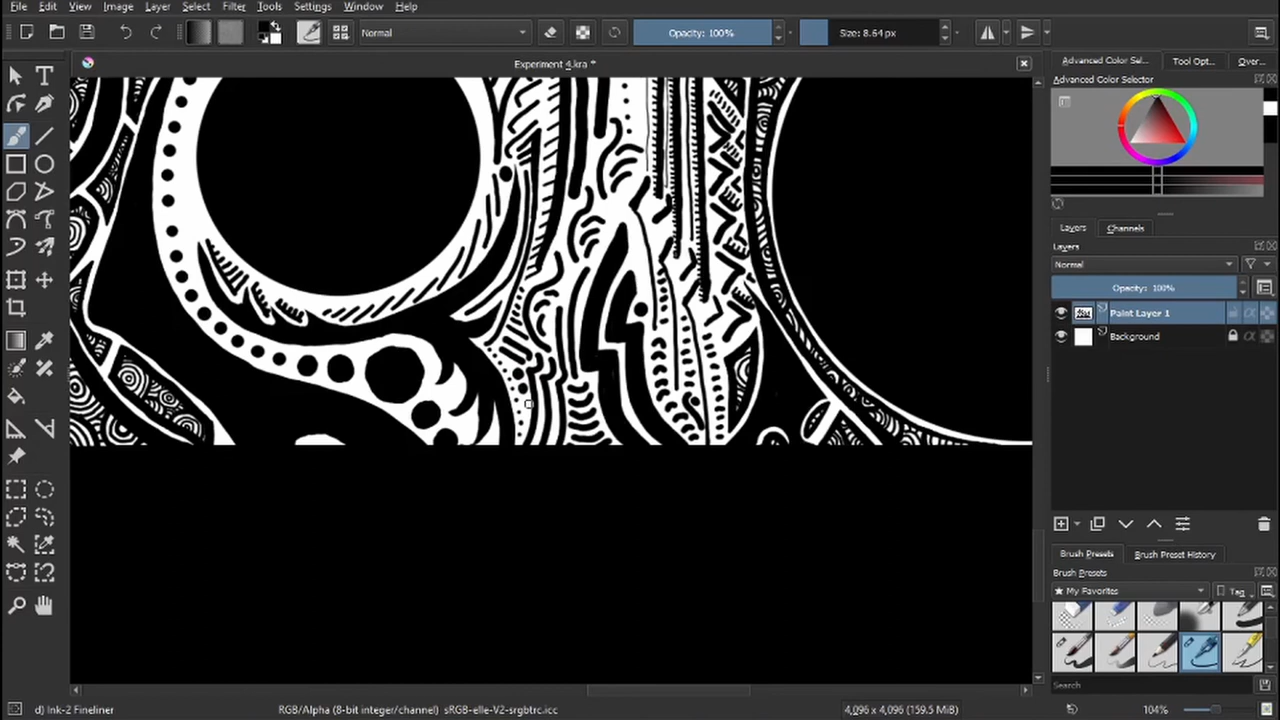 File Edit View Image Layer Select Filter Tools Settings Window Help
Normal Opacity: 100% Size: 8.64 px
Experiment 4.kra *
Advanced Color Sel... Tool Opt... Over...
Advanced Color Selector
Layers Channels
Layers
Normal
Opacity: 100%
Paint Layer 1
Background
Brush Presets Brush Preset History
Brush Presets
★ My Favorites Tag
Search
d) Ink-2 Fineliner RGB/Alpha (8-bit integer/channel) sRGB-elle-V2-srgbtrc.icc 4,096 x 4,096 (159.5 MiB) 104%